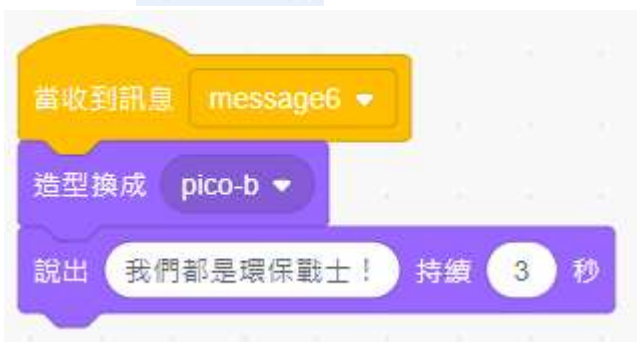 當收到訊息 message6
造型換成 pico-b
說出 我們都是環保戰士！ 持續 3 秒